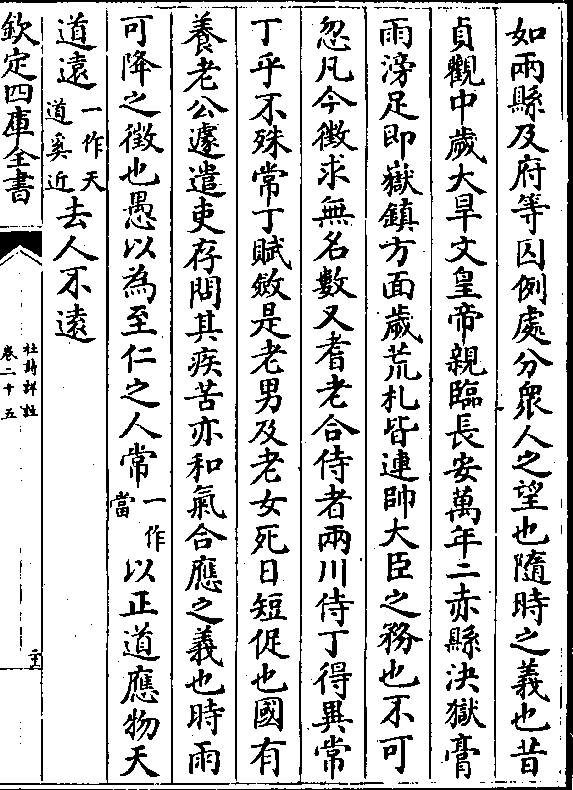 如兩縣及府等囚例處分衆人之望也隨時之義也昔
貞觀中歲大旱文皇帝親臨長安萬年二赤縣決獄膏
雨滂足即嶽鎮方面歲荒札皆連帥大臣之務也不可
忽凡今徵求無名數又耆老合侍者兩川侍丁得異常
丁乎不殊常丁賦斂是老男及老女死日短促也國有
養老公遽遣吏存問其疾苦亦和氣合應之義也時雨
可降之徵也愚以為至仁之人常一作當以正道應物天
道遠一作天道奚近去人不遠
欽定四庫全書
杜詩詳註
卷二十五